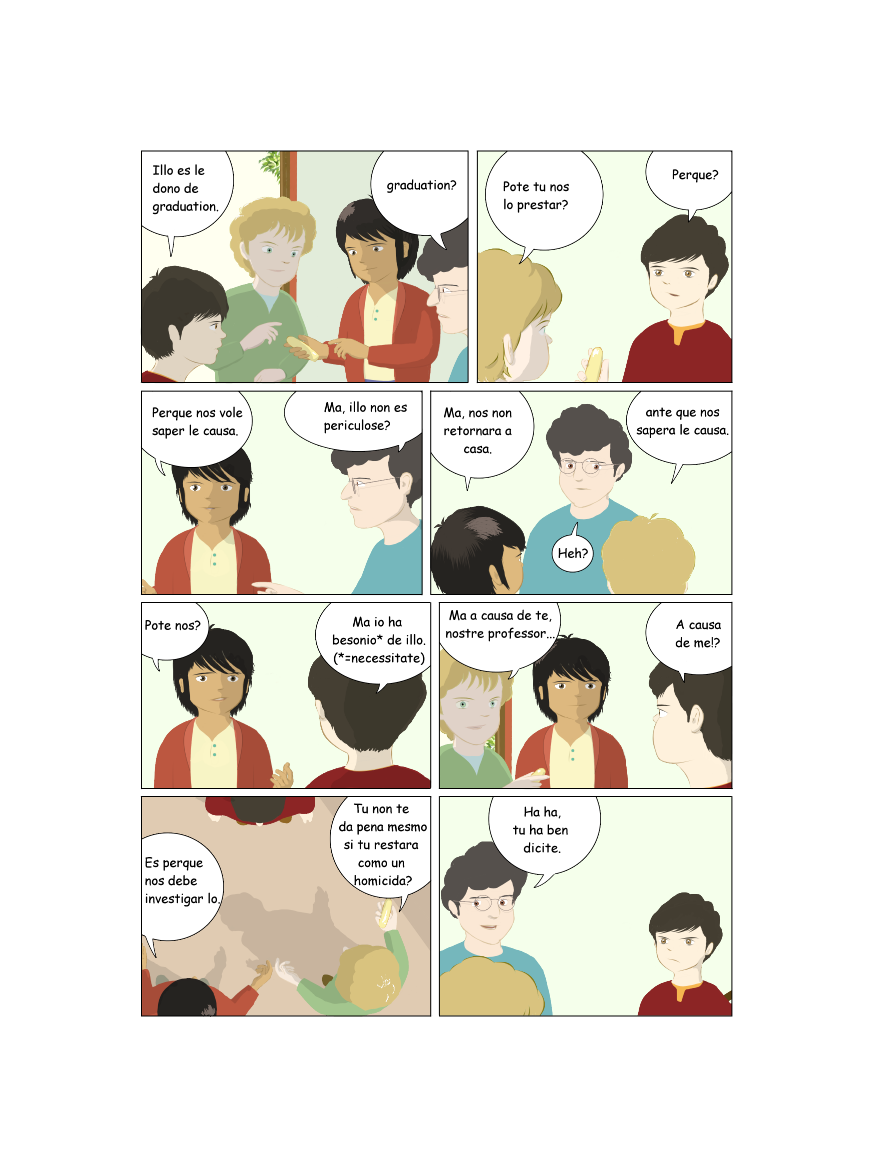 Illo es le
dono de
graduation.
graduation?
Pote tu nos
lo prestar?
Perque?
Perque nos vole
saper le causa.
Ma, illo non es
periculose?
Ma, nos non
retornara a
casa.
Heh?
ante que nos
sapera le causa.
Pote nos?
Ma io ha
besonio* de illo.
(*=necessitate)
Ma a causa de te,
nostre professor...
A causa
de me!?
Es perque
nos debe
investigar lo.
Tu non te
da pena mesmo
si tu restara
como un
homicida?
Ha ha,
tu ha ben
dicite.